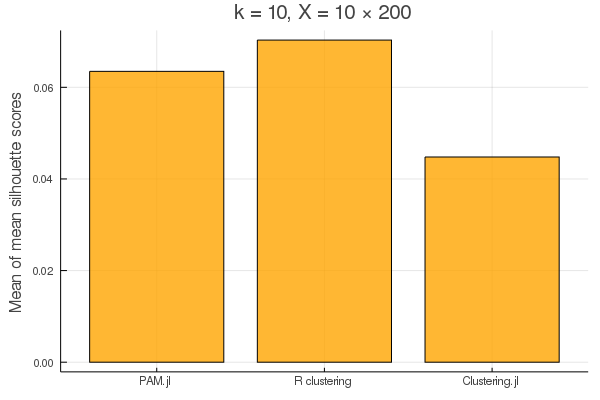 k = 10, X = 10 × 200
Mean of mean silhouette scores
0.06
0.04
0.02
0.00
PAM.jl
R clustering
Clustering.jl